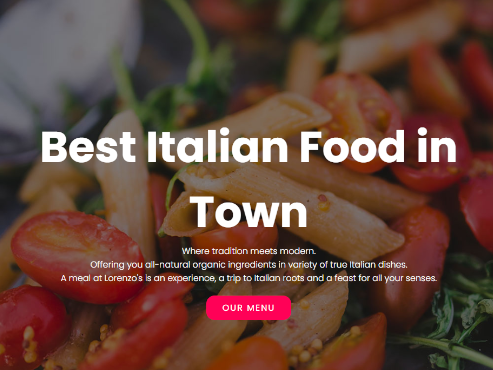 Best Italian Food in
Town
Where tradition meets modern.
Offering you all-natural organic ingredients in variety of true Italian dishes.
A meal at Lorenzo's is an experience, a trip to Italian roots and a feast for all your senses.
OUR MENU